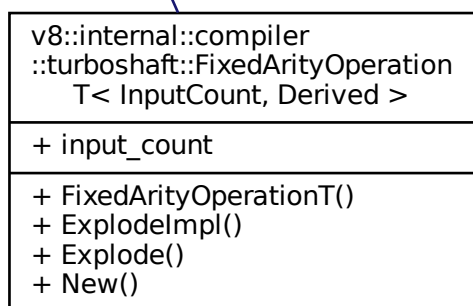 v8::internal::compiler
::turboshaft::FixedArityOperation
T< InputCount, Derived >
+ input_count
+ FixedArityOperationT()
+ ExplodeImpl()
+ Explode()
+ New()